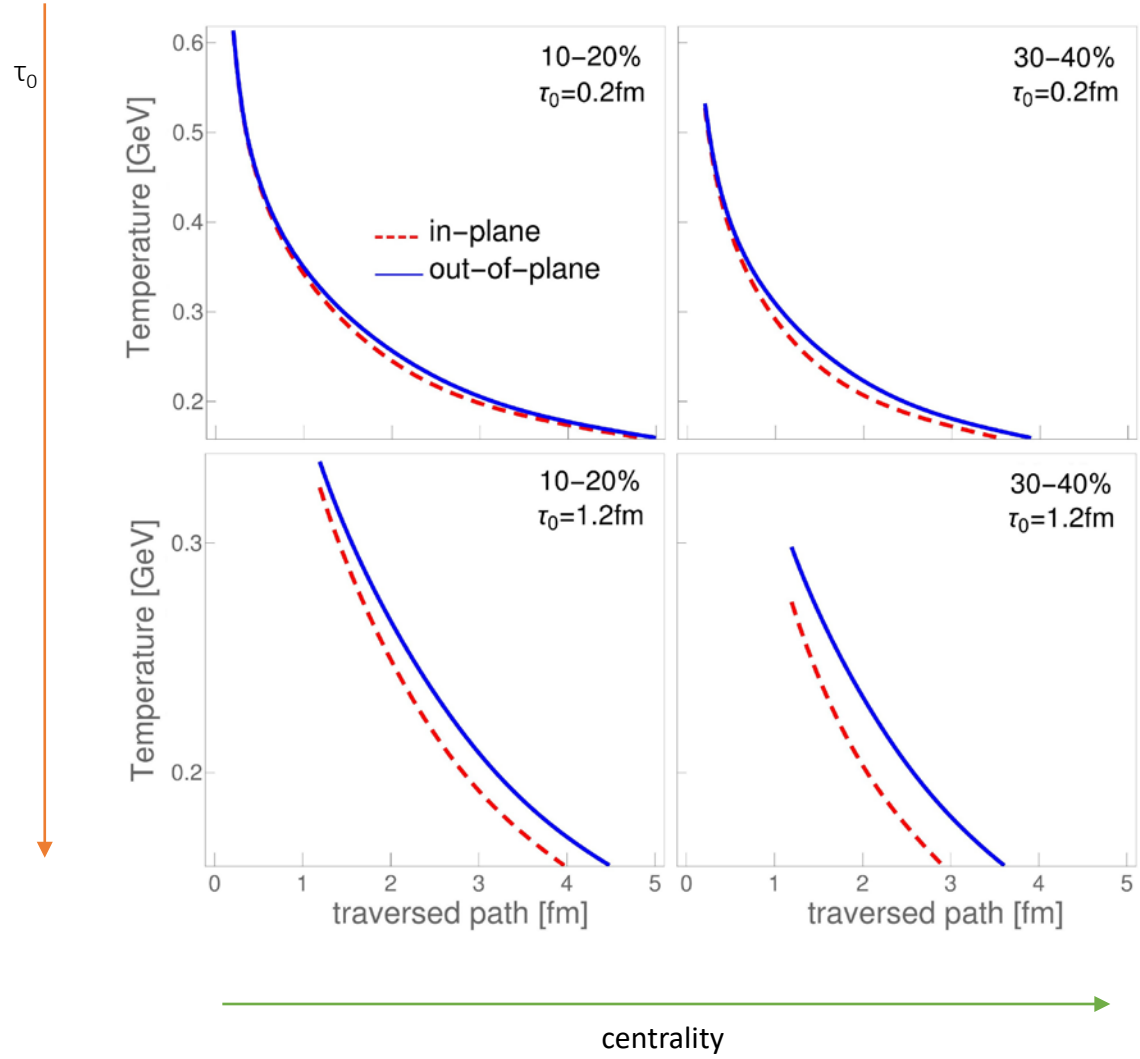 τ0
Temperature [GeV]
0.6
0.5
0.4
0.3
0.2
10−20%
τ0=0.2fm
in−plane
out−of−plane
30−40%
τ0=0.2fm
Temperature [GeV]
0.3
0.2
10−20%
τ0=1.2fm
30−40%
τ0=1.2fm
0 1 2 3 4 5
0 1 2 3 4 5
traversed path [fm]
traversed path [fm]
centrality